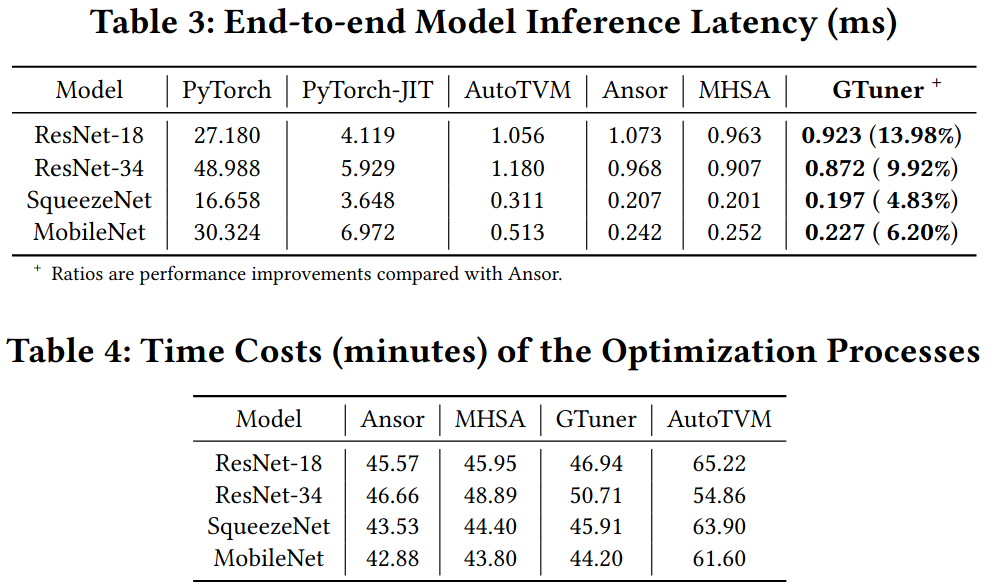 Table 3: End-to-end Model Inference Latency (ms)
Model PyTorch PyTorch-JIT AutoTVM Ansor MHSA GTuner +
ResNet-18 27.180 4.119 1.056 1.073 0.963 0.923 (13.98%)
ResNet-34 48.988 5.929 1.180 0.968 0.907 0.872 ( 9.92%)
SqueezeNet 16.658 3.648 0.311 0.207 0.201 0.197 ( 4.83%)
MobileNet 30.324 6.972 0.513 0.242 0.252 0.227 ( 6.20%)
+ Ratios are performance improvements compared with Ansor.
Table 4: Time Costs (minutes) of the Optimization Processes
Model Ansor MHSA GTuner AutoTVM
ResNet-18 45.57 45.95 46.94 65.22
ResNet-34 46.66 48.89 50.71 54.86
SqueezeNet 43.53 44.40 45.91 63.90
MobileNet 42.88 43.80 44.20 61.60